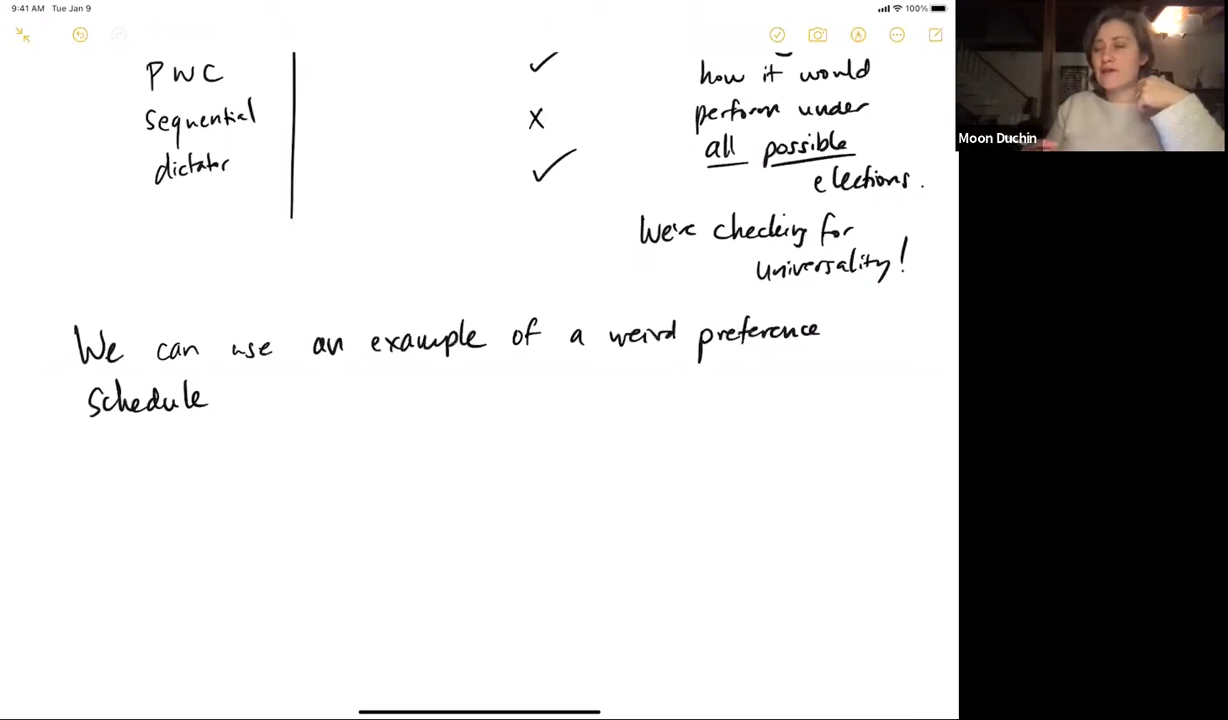 9:41 AM Tue Jan 9
100%
PWC ✓
sequential x
dictator ✓
how it would
perform under
all possible
elections.
We're checking for
universality!
We can use an example of a weird preference
schedule
Moon Duchin